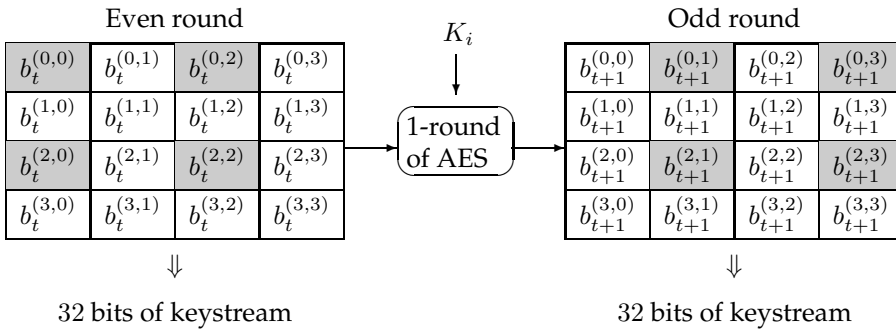 Even round
b_t^{(0,0)} b_t^{(0,1)} b_t^{(0,2)} b_t^{(0,3)}
b_t^{(1,0)} b_t^{(1,1)} b_t^{(1,2)} b_t^{(1,3)}
b_t^{(2,0)} b_t^{(2,1)} b_t^{(2,2)} b_t^{(2,3)}
b_t^{(3,0)} b_t^{(3,1)} b_t^{(3,2)} b_t^{(3,3)}
⇓
32 bits of keystream
K_i
1-round
of AES
Odd round
b_{t+1}^{(0,0)} b_{t+1}^{(0,1)} b_{t+1}^{(0,2)} b_{t+1}^{(0,3)}
b_{t+1}^{(1,0)} b_{t+1}^{(1,1)} b_{t+1}^{(1,2)} b_{t+1}^{(1,3)}
b_{t+1}^{(2,0)} b_{t+1}^{(2,1)} b_{t+1}^{(2,2)} b_{t+1}^{(2,3)}
b_{t+1}^{(3,0)} b_{t+1}^{(3,1)} b_{t+1}^{(3,2)} b_{t+1}^{(3,3)}
⇓
32 bits of keystream